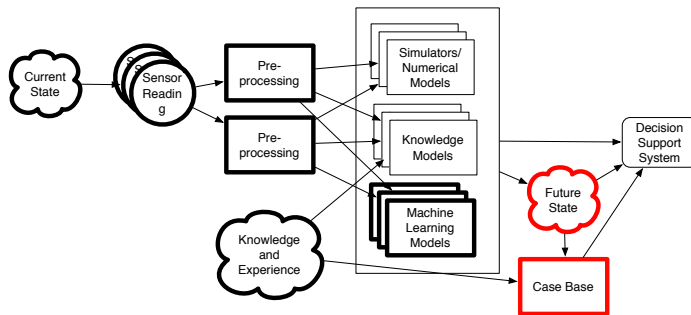 Current
State
S
S
Sensor
Readin
g
Pre-
processing
Pre-
processing
Simulators/
Numerical Models
Knowledge
Models
Machine
Learning
Models
Knowledge
and
Experience
Decision
Support
System
Future
State
Case Base